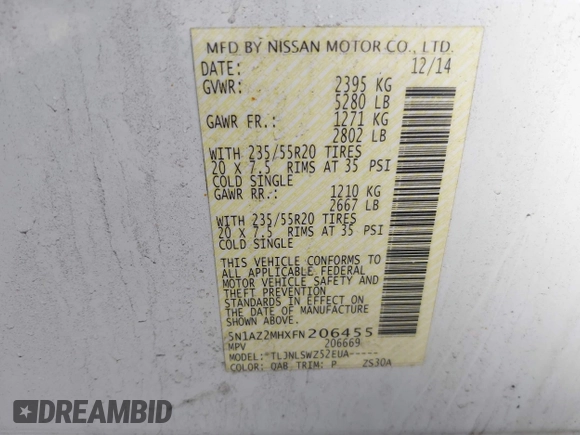 MFD BY NISSAN MOTOR CO., LTD.
DATE: 12/14
GVWR: 2395 KG
5280 LB
GAWR FR.: 1271 KG
2802 LB
WITH 235/55R20 TIRES
20 X 7.5 RIMS AT 35 PSI
COLD SINGLE
GAWR RR.: 1210 KG
2667 LB
WITH 235/55R20 TIRES
20 X 7.5 RIMS AT 35 PSI
COLD SINGLE
THIS VEHICLE CONFORMS TO
ALL APPLICABLE FEDERAL
MOTOR VEHICLE SAFETY AND
THEFT PREVENTION
STANDARDS IN EFFECT ON
THE DATE OF MANUFACTURE
SHOWN ABOVE.
5N1AZ2MHXFN206455
MPV 206669
MODEL:*TL3NLSWZ52EUA-----
COLOR: QAB TRIM: P ZS30A
AutoBidMaster